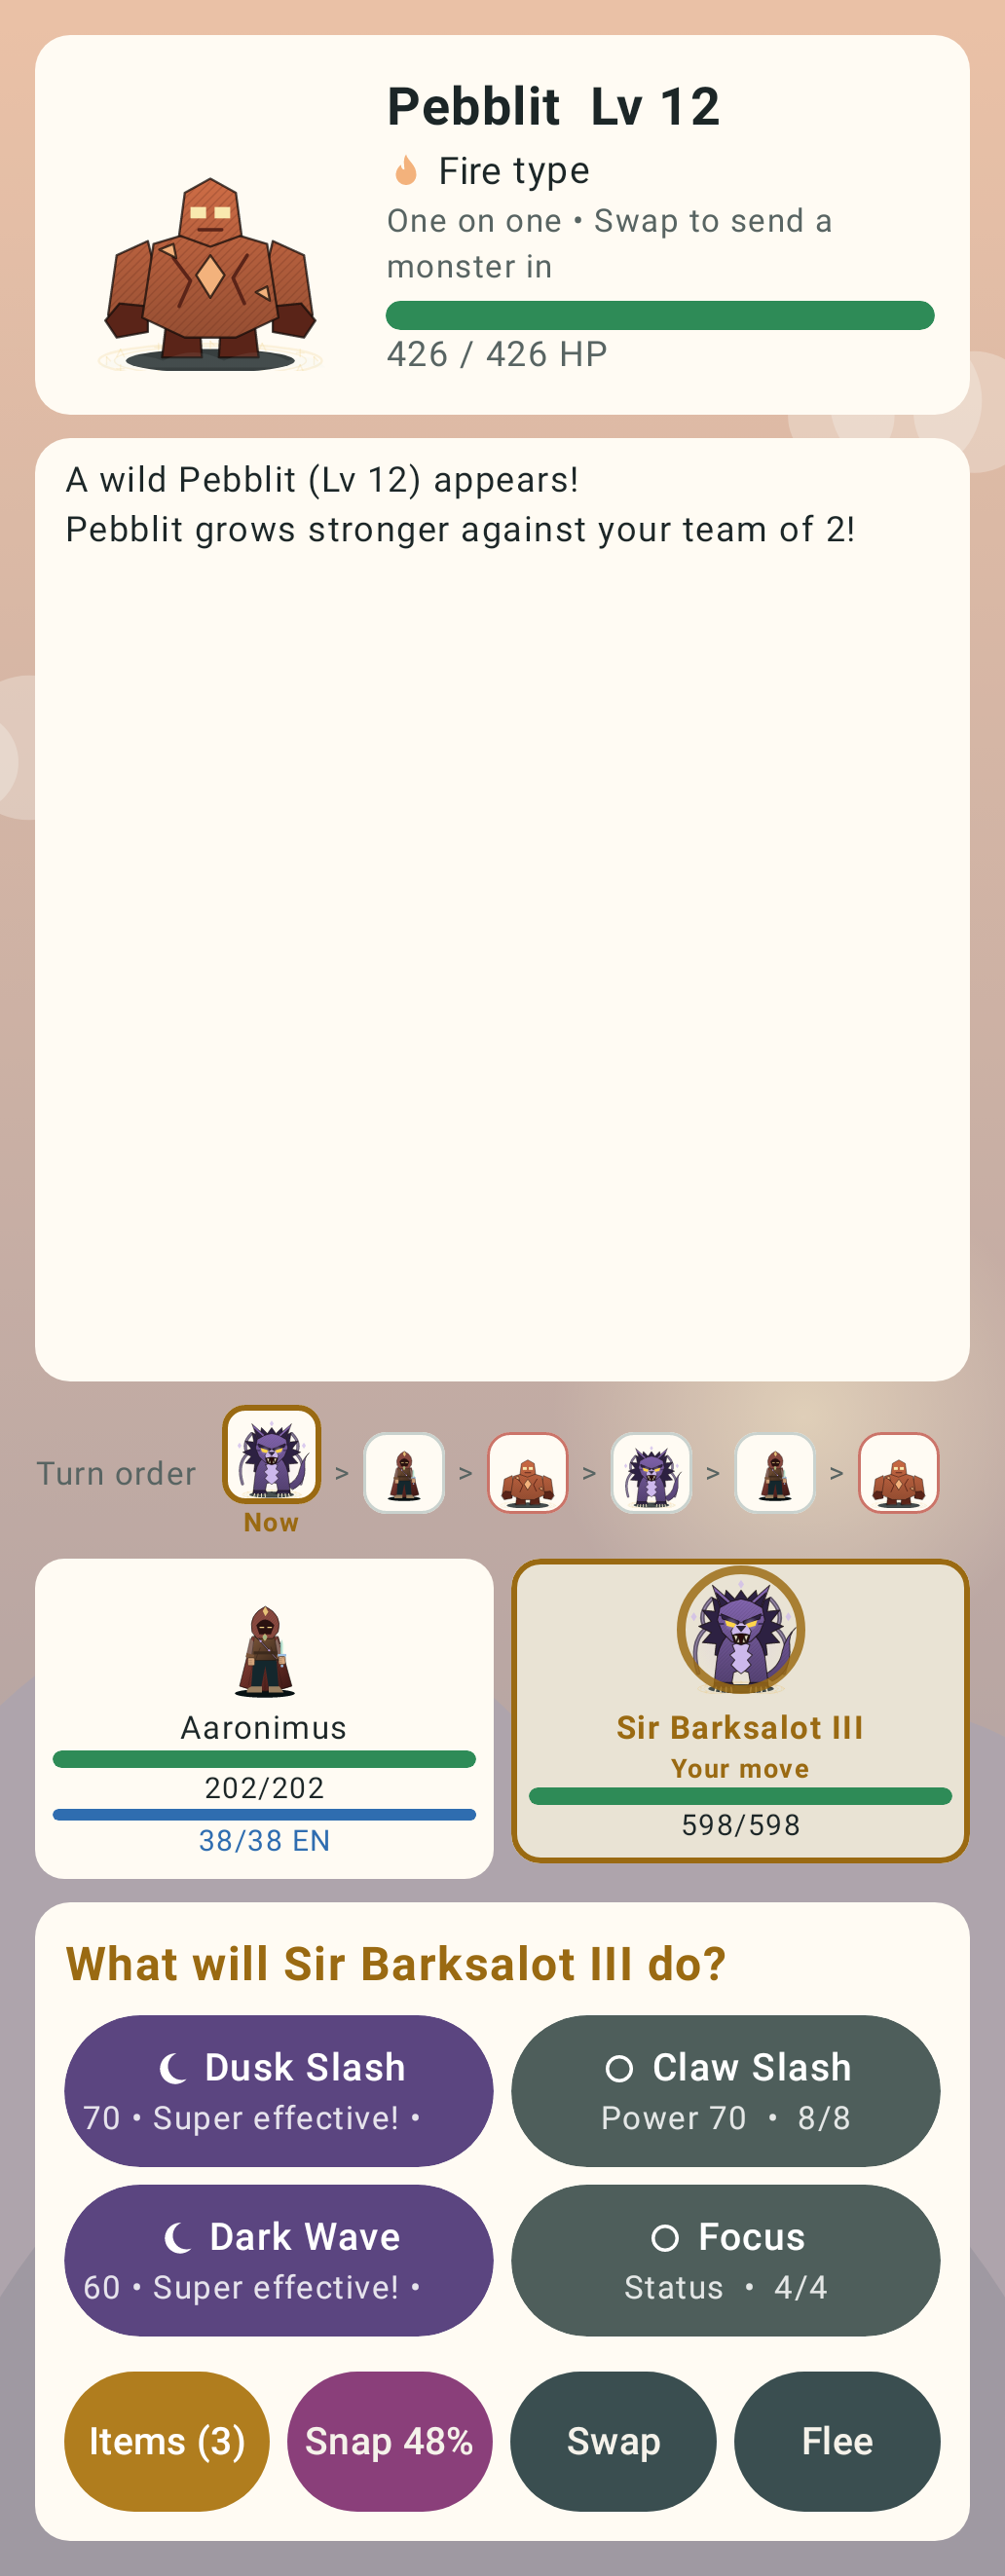 Pebblit Lv 12
Fire type
One on one • Swap to send a
monster in
426 / 426 HP
A wild Pebblit (Lv 12) appears!
Pebblit grows stronger against your team of 2!
Turn order > > > > >
Now
Aaronimus
202/202
38/38 EN
Sir Barksalot III
Your move
598/598
What will Sir Barksalot III do?
Dusk Slash
70 • Super effective! •
Claw Slash
Power 70 • 8/8
Dark Wave
60 • Super effective! •
Focus
Status • 4/4
Items (3)
Snap 48%
Swap
Flee